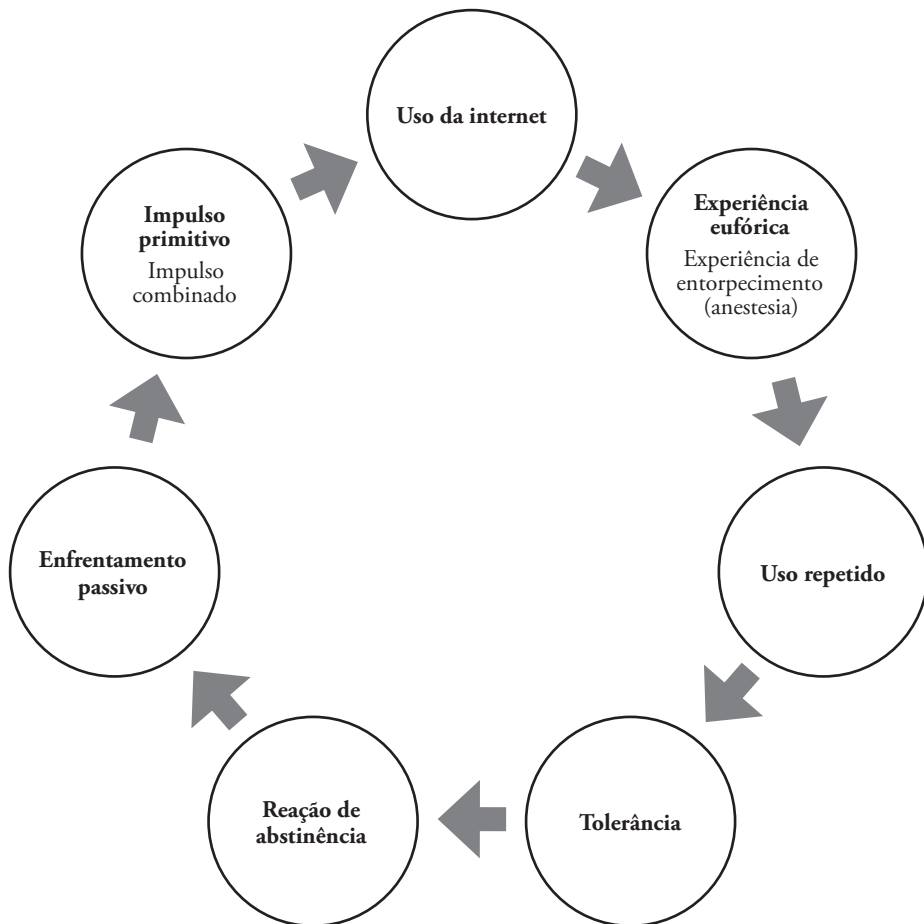 Uso da internet
Experiência
eufórica
Experiência de
entorpecimento
(anestesia)
Uso repetido
Tolerância
Reação de
abstinência
Enfrentamento
passivo
Impulso
primitivo
Impulso
combinado